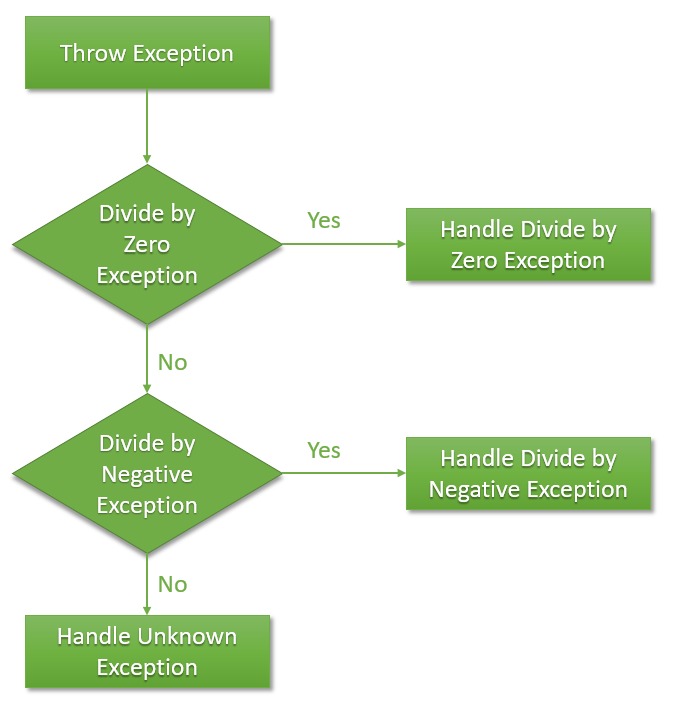 Throw Exception
Divide by
Zero
Exception
Yes
Handle Divide by
Zero Exception
No
Divide by
Negative
Exception
Yes
Handle Divide by
Negative Exception
No
Handle Unknown
Exception